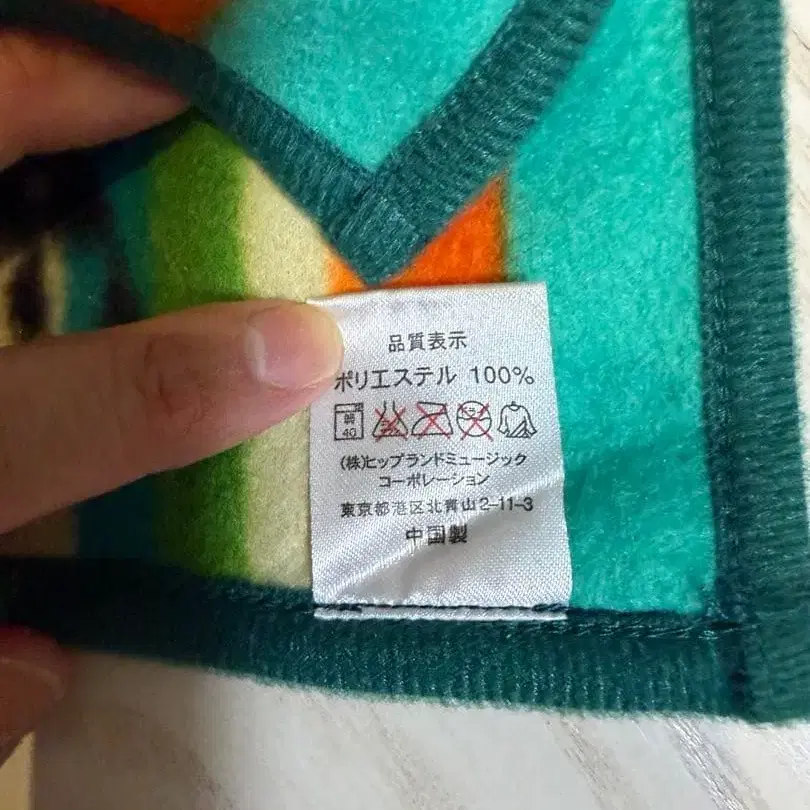 品質表示
ポリエステル 100%
弱
40
(株)ヒップランドミュージック
コーポレーション
東京都港区北青山2-11-3
中国製